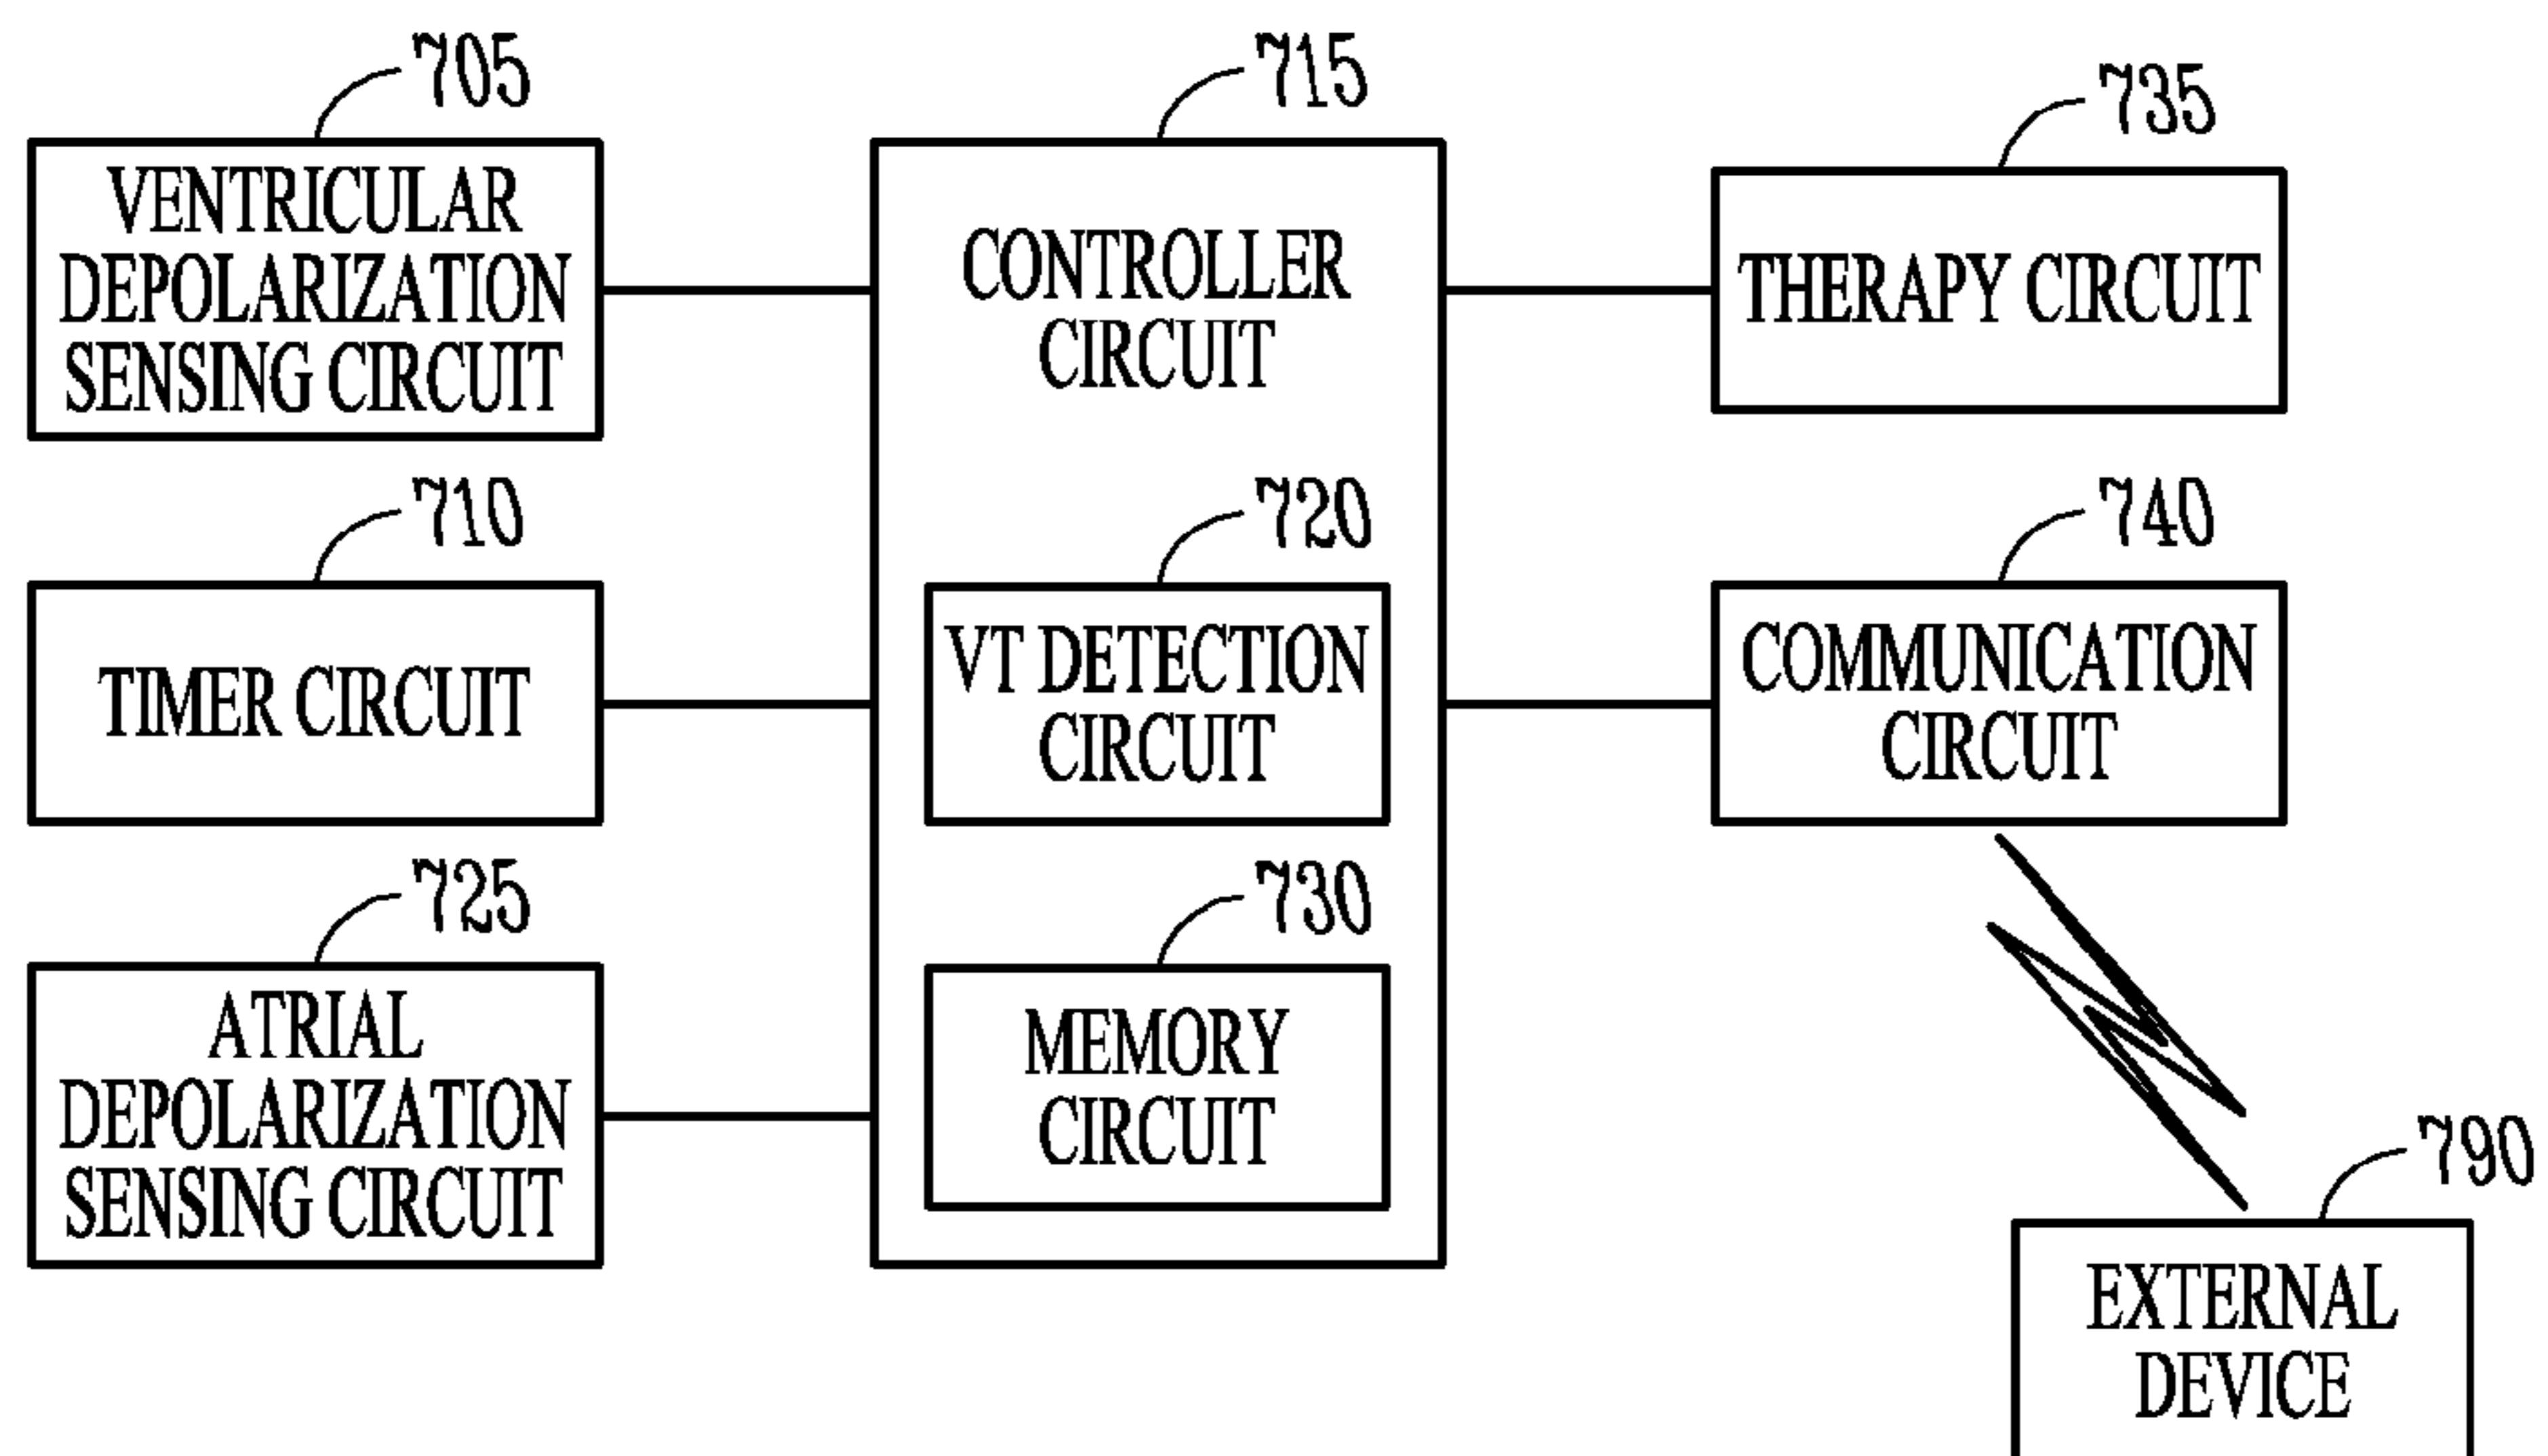 705
VENTRICULAR
DEPOLARIZATION
SENSING CIRCUIT
710
TIMER CIRCUIT
725
ATRIAL
DEPOLARIZATION
SENSING CIRCUIT
715
CONTROLLER
CIRCUIT
720
VT DETECTION
CIRCUIT
730
MEMORY
CIRCUIT
735
THERAPY CIRCUIT
740
COMMUNICATION
CIRCUIT
790
EXTERNAL
DEVICE